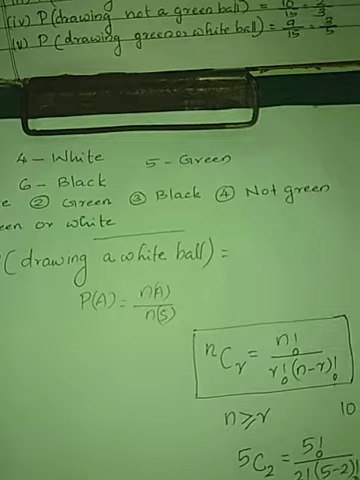 (iv) P(drawing not a green ball) = 10/15 = 2/3
(v) P(drawing green or white ball) = 9/15 = 3/5
4 - White 5 - Green
6 - Black
② Green ③ Black ④ Not green
or white
(drawing a white ball) =
P(A) = n(A)/n(S)
nCr = n!/r!(n-r)!
n ≥ r 10
5C2 = 5!/2!(5-2)!